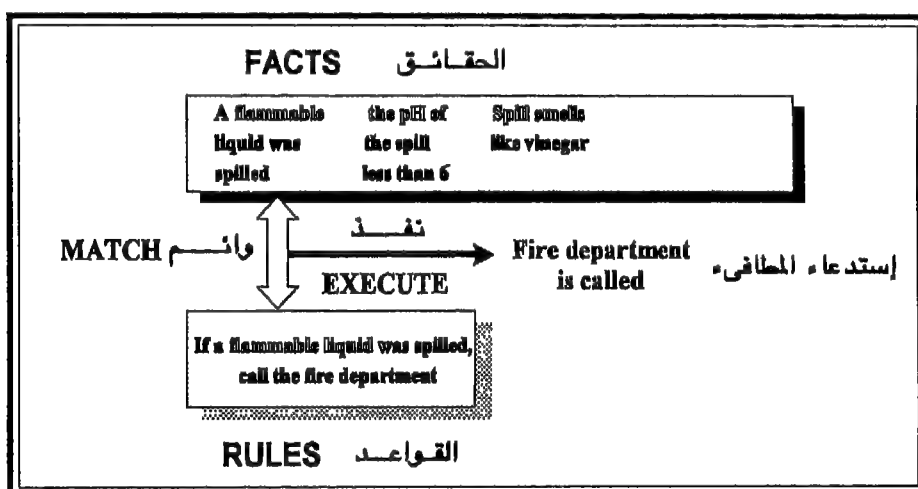 FACTS الحقائق
A flammable the pH of Spill smells
liquid was the spill like vinegar
spilled less than 6
MATCH وائم
نفذ
EXECUTE
Fire department
is called
إستدعاء المطافىء
If a flammable liquid was spilled,
call the fire department
RULES القواعد